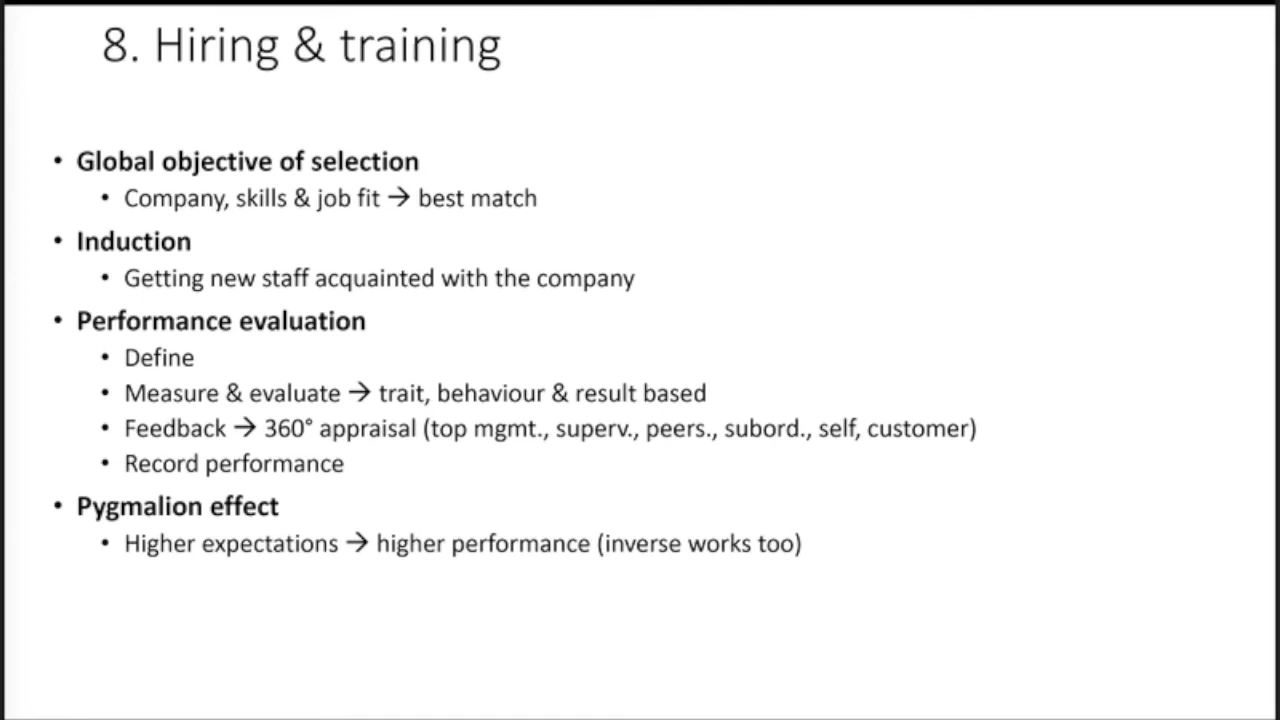 8. Hiring & training
• Global objective of selection
• Company, skills & job fit → best match
• Induction
• Getting new staff acquainted with the company
• Performance evaluation
• Define
• Measure & evaluate → trait, behaviour & result based
• Feedback → 360° appraisal (top mgmt., superv., peers., subord., self, customer)
• Record performance
• Pygmalion effect
• Higher expectations → higher performance (inverse works too)